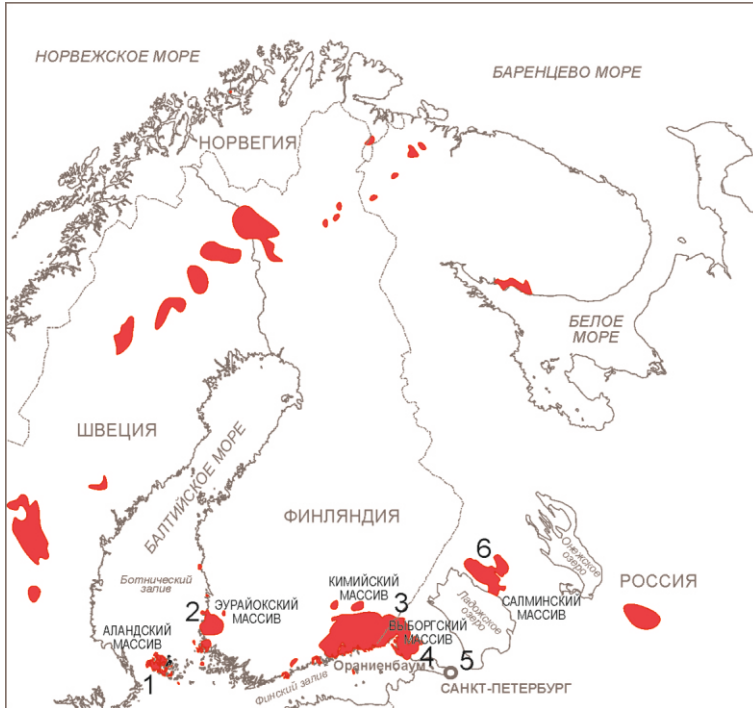 НОРВЕЖСКОЕ МОРЕ
БАРЕНЦЕВО МОРЕ
НОРВЕГИЯ
БЕЛОЕ
МОРЕ
ШВЕЦИЯ
БАЛТИЙСКОЕ МОРЕ
ФИНЛЯНДИЯ
Онежское
озеро
6
РОССИЯ
Ботнический
залив
2
ЭУРАЙОКСКИЙ
МАССИВ
КИМИЙСКИЙ
МАССИВ
3
САЛМИНСКИЙ
МАССИВ
Ладожское
озеро
АЛАНДСКИЙ
МАССИВ
ВЫБОРГСКИЙ
МАССИВ
1
Ораниенбаум
4
5
Финский залив
САНКТ-ПЕТЕРБУРГ